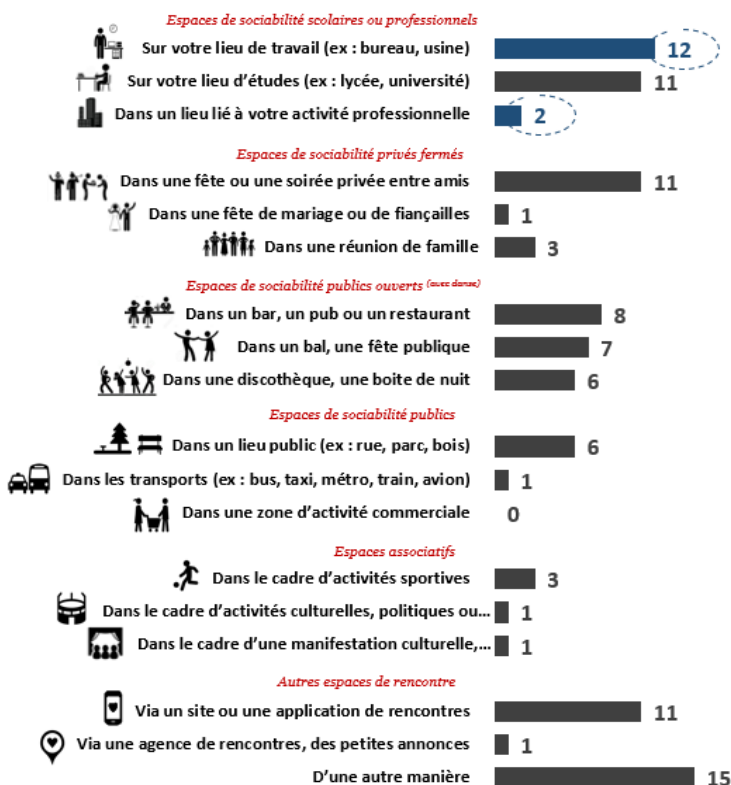 Espaces de sociabilité scolaires ou professionnels
Sur votre lieu de travail (ex : bureau, usine) 12
Sur votre lieu d'études (ex : lycée, université) 11
Dans un lieu lié à votre activité professionnelle 2
Espaces de sociabilité privés fermés
Dans une fête ou une soirée privée entre amis 11
Dans une fête de mariage ou de fiançailles 1
Dans une réunion de famille 3
Espaces de sociabilité publics ouverts (avec danse)
Dans un bar, un pub ou un restaurant 8
Dans un bal, une fête publique 7
Dans une discothèque, une boite de nuit 6
Espaces de sociabilité publics
Dans un lieu public (ex : rue, parc, bois) 6
Dans les transports (ex : bus, taxi, métro, train, avion) 1
Dans une zone d'activité commerciale 0
Espaces associatifs
Dans le cadre d'activités sportives 3
Dans le cadre d'activités culturelles, politiques ou... 1
Dans le cadre d'une manifestation culturelle,... 1
Autres espaces de rencontre
Via un site ou une application de rencontres 11
Via une agence de rencontres, des petites annonces 1
D'une autre manière 15